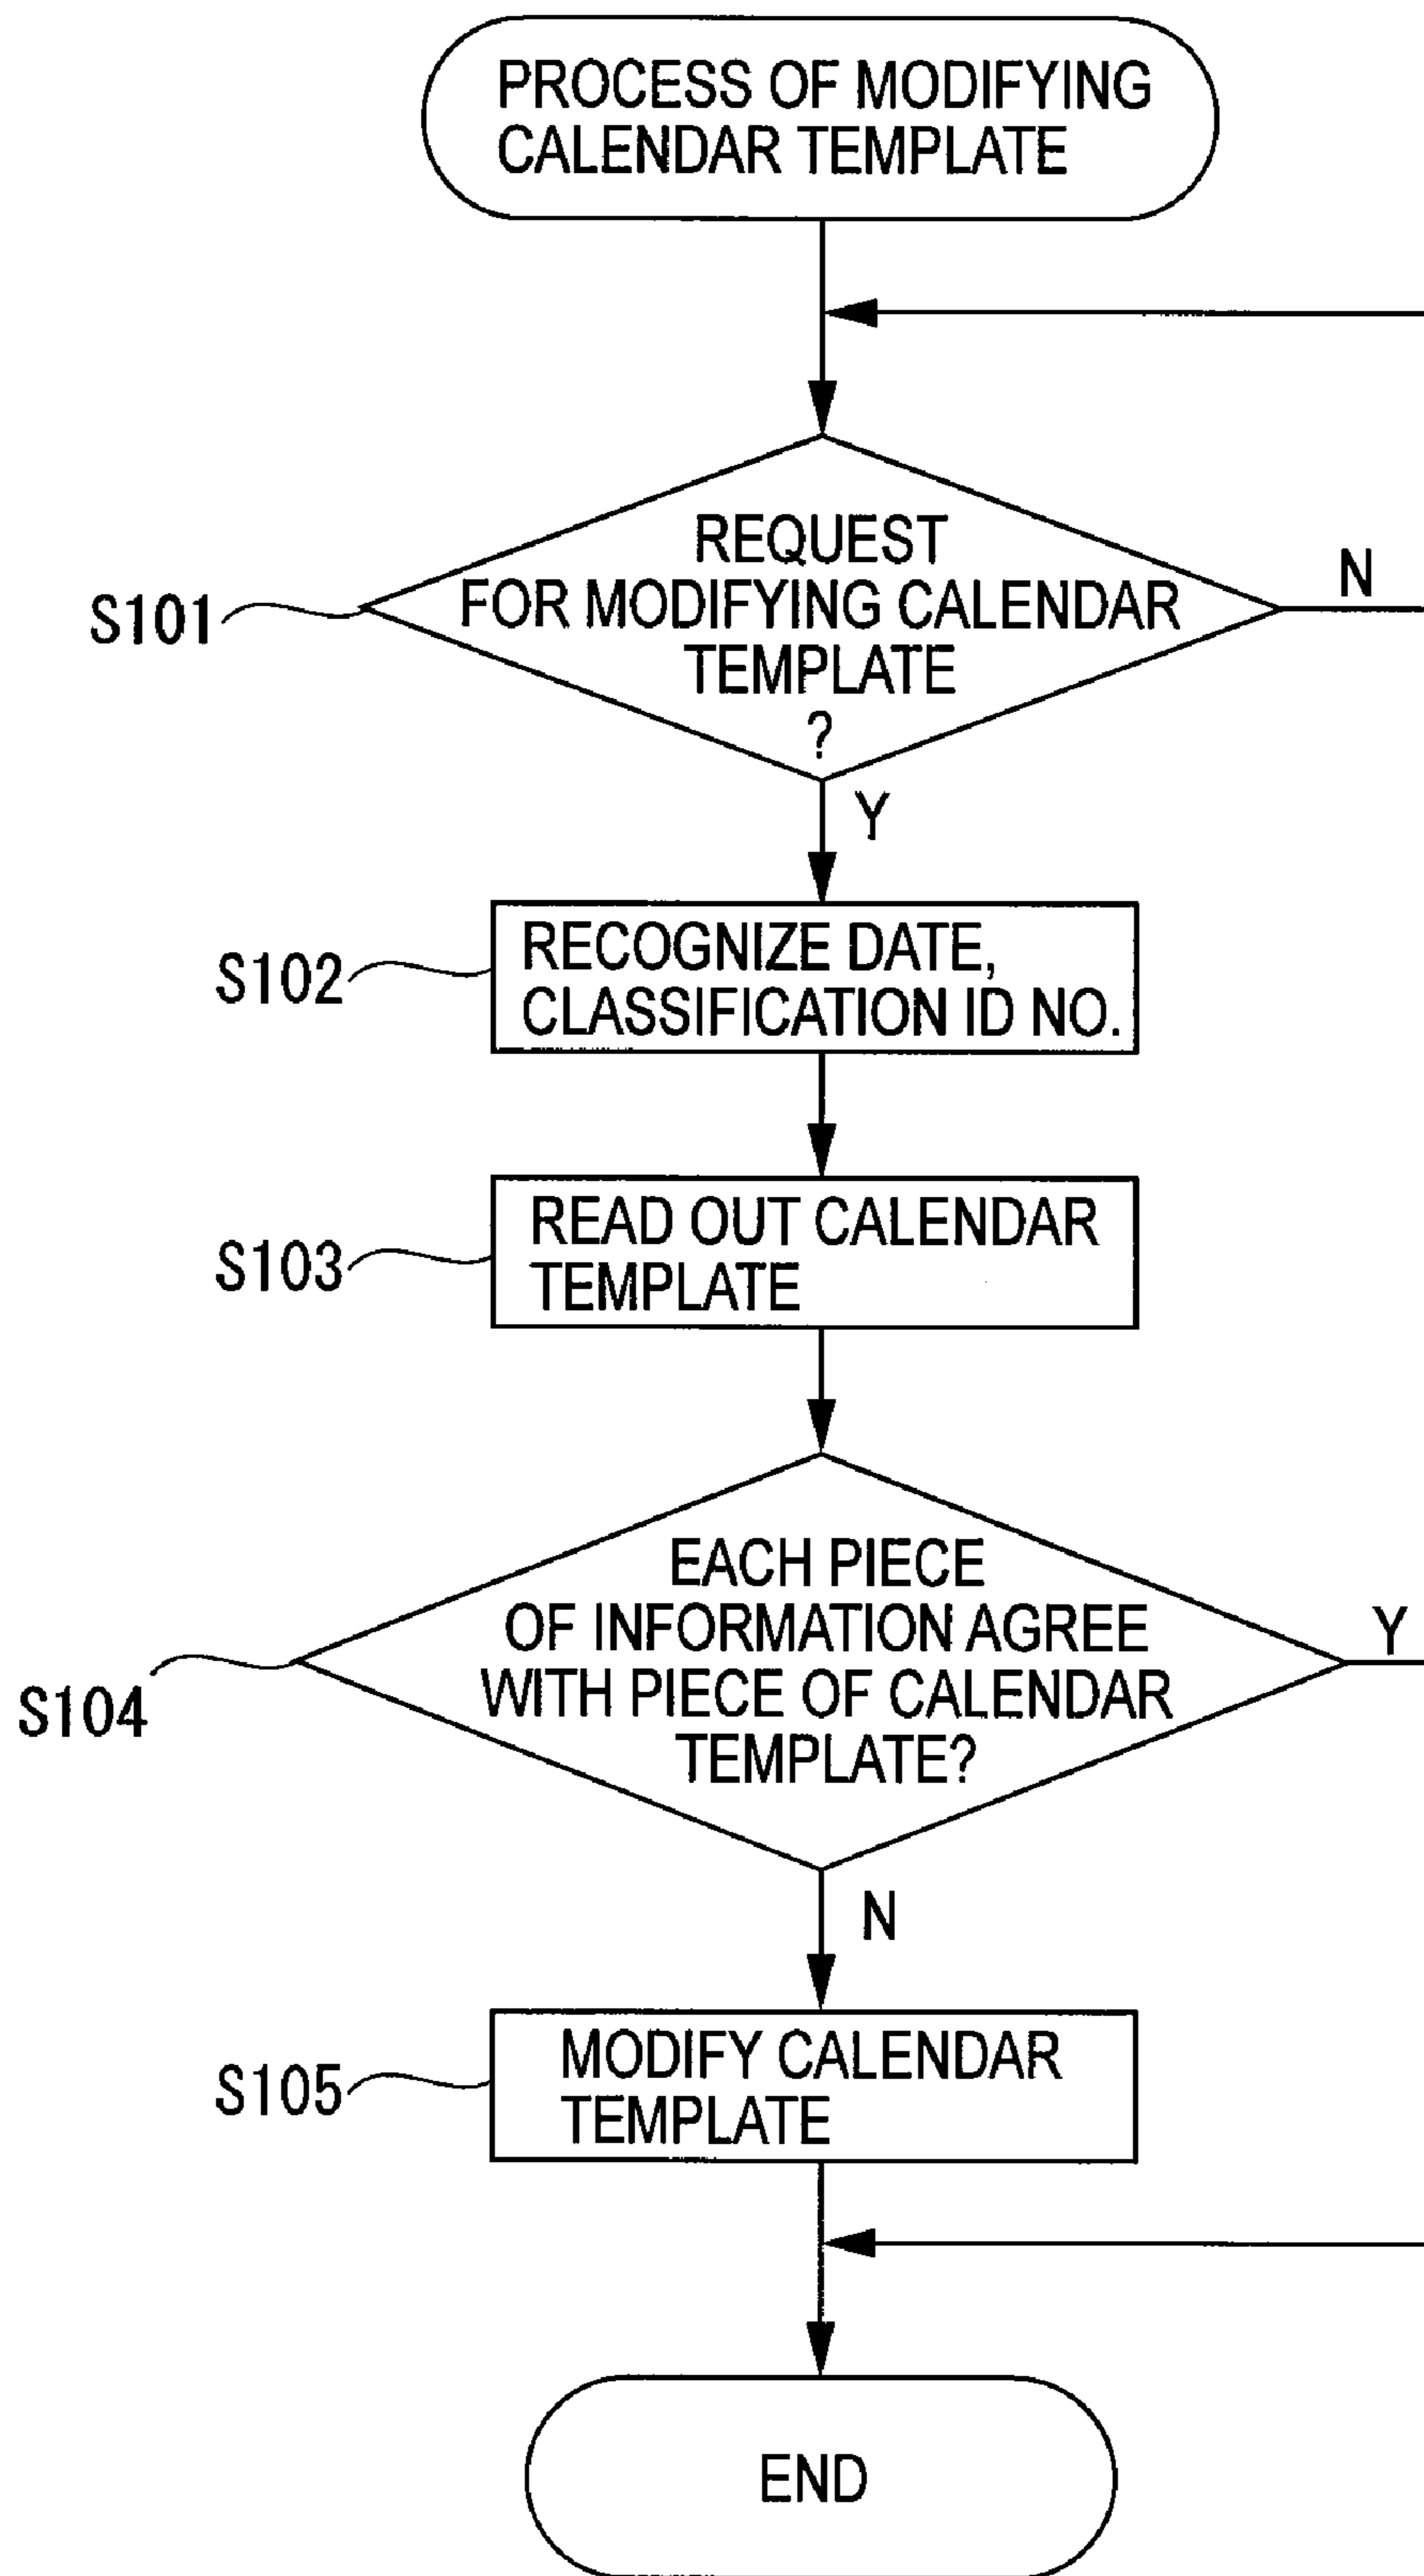 PROCESS OF MODIFYING
CALENDAR TEMPLATE
REQUEST
FOR MODIFYING CALENDAR
TEMPLATE
?
N
S101
Y
RECOGNIZE DATE,
CLASSIFICATION ID NO.
S102
READ OUT CALENDAR
TEMPLATE
S103
EACH PIECE
OF INFORMATION AGREE
WITH PIECE OF CALENDAR
TEMPLATE?
Y
S104
N
MODIFY CALENDAR
TEMPLATE
S105
END